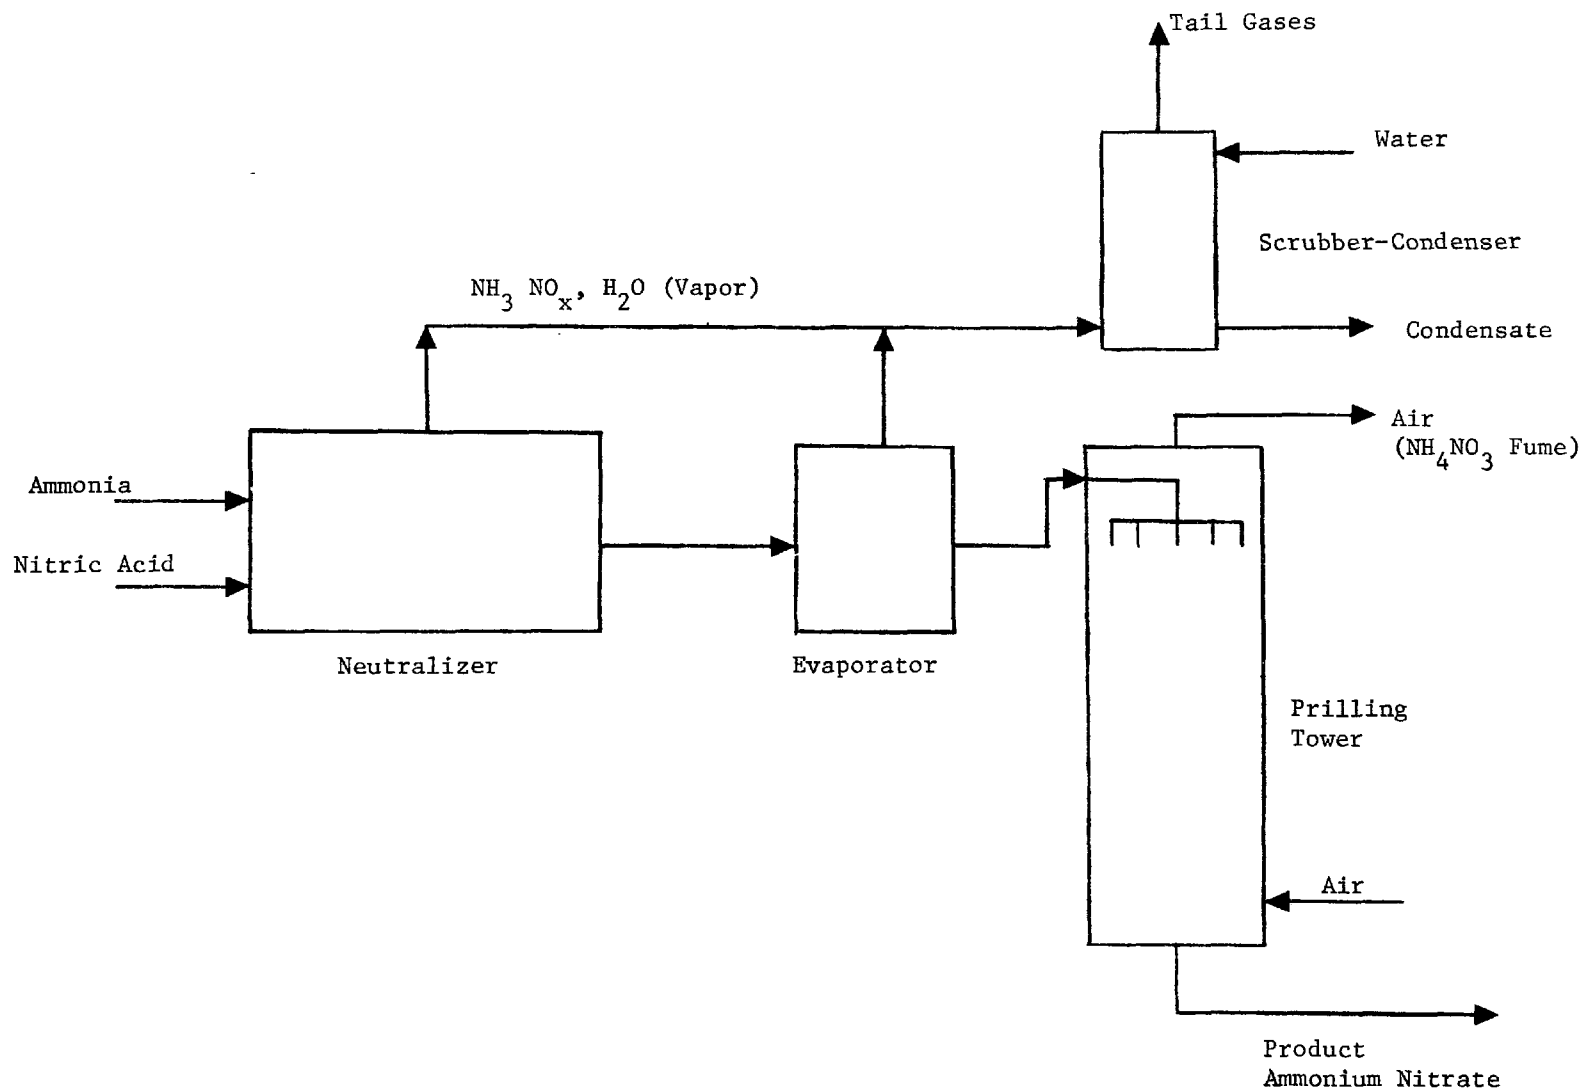 Tail Gases
Water
Scrubber-Condenser
NH₃ NOₓ, H₂O (Vapor)
Condensate
Air
(NH₄NO₃ Fume)
Ammonia
Nitric Acid
Neutralizer
Evaporator
Prilling
Tower
Air
Product
Ammonium Nitrate